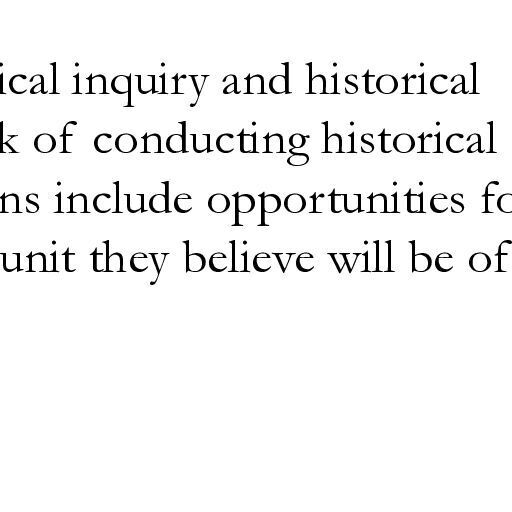 ical inquiry and historical
k of conducting historical
ns include opportunities fo
unit they believe will be of